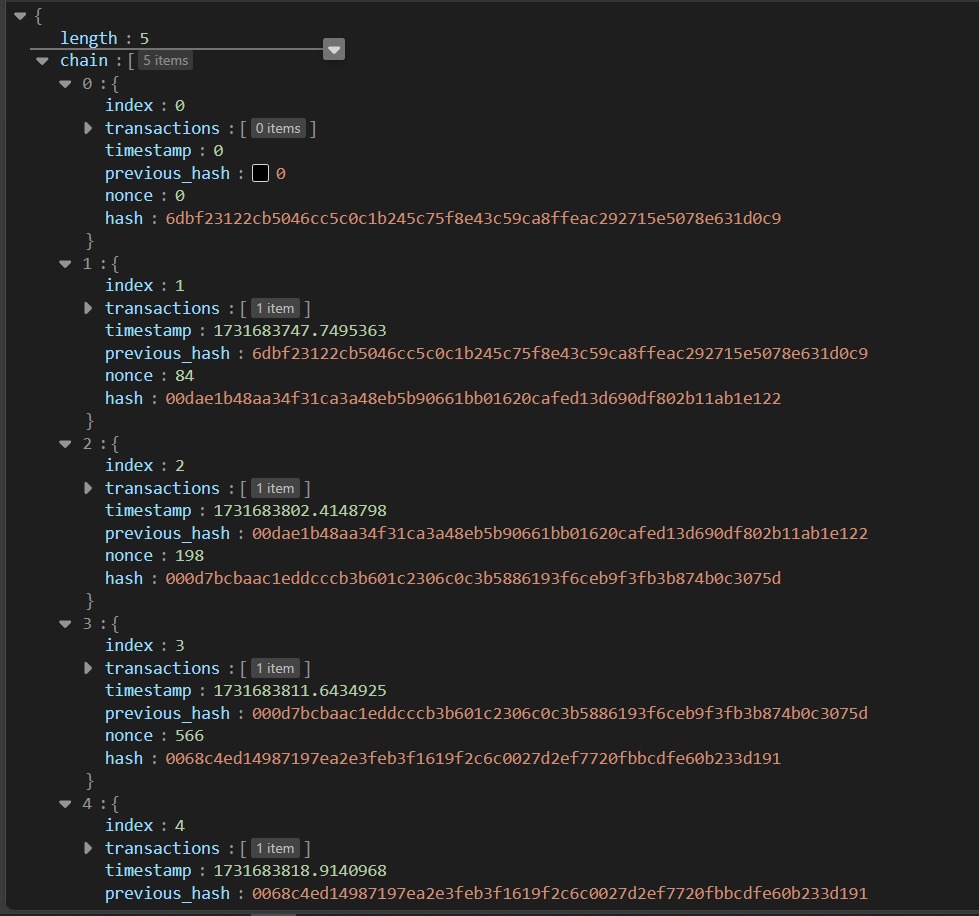 {
length : 5
chain : [ 5 items
0 : {
index : 0
transactions : [ 0 items ]
timestamp : 0
previous_hash : 0
nonce : 0
hash : 6dbf23122cb5046cc5c0c1b245c75f8e43c59ca8ffeac292715e5078e631d0c9
}
1 : {
index : 1
transactions : [ 1 item ]
timestamp : 1731683747.7495363
previous_hash : 6dbf23122cb5046cc5c0c1b245c75f8e43c59ca8ffeac292715e5078e631d0c9
nonce : 84
hash : 00dae1b48aa34f31ca3a48eb5b90661bb01620cafed13d690df802b11ab1e122
}
2 : {
index : 2
transactions : [ 1 item ]
timestamp : 1731683802.4148798
previous_hash : 00dae1b48aa34f31ca3a48eb5b90661bb01620cafed13d690df802b11ab1e122
nonce : 198
hash : 000d7bcbaac1eddcccb3b601c2306c0c3b5886193f6ceb9f3fb3b874b0c3075d
}
3 : {
index : 3
transactions : [ 1 item ]
timestamp : 1731683811.6434925
previous_hash : 000d7bcbaac1eddcccb3b601c2306c0c3b5886193f6ceb9f3fb3b874b0c3075d
nonce : 566
hash : 0068c4ed14987197ea2e3feb3f1619f2c6c0027d2ef7720fbbcdfe60b233d191
}
4 : {
index : 4
transactions : [ 1 item ]
timestamp : 1731683818.9140968
previous_hash : 0068c4ed14987197ea2e3feb3f1619f2c6c0027d2ef7720fbbcdfe60b233d191